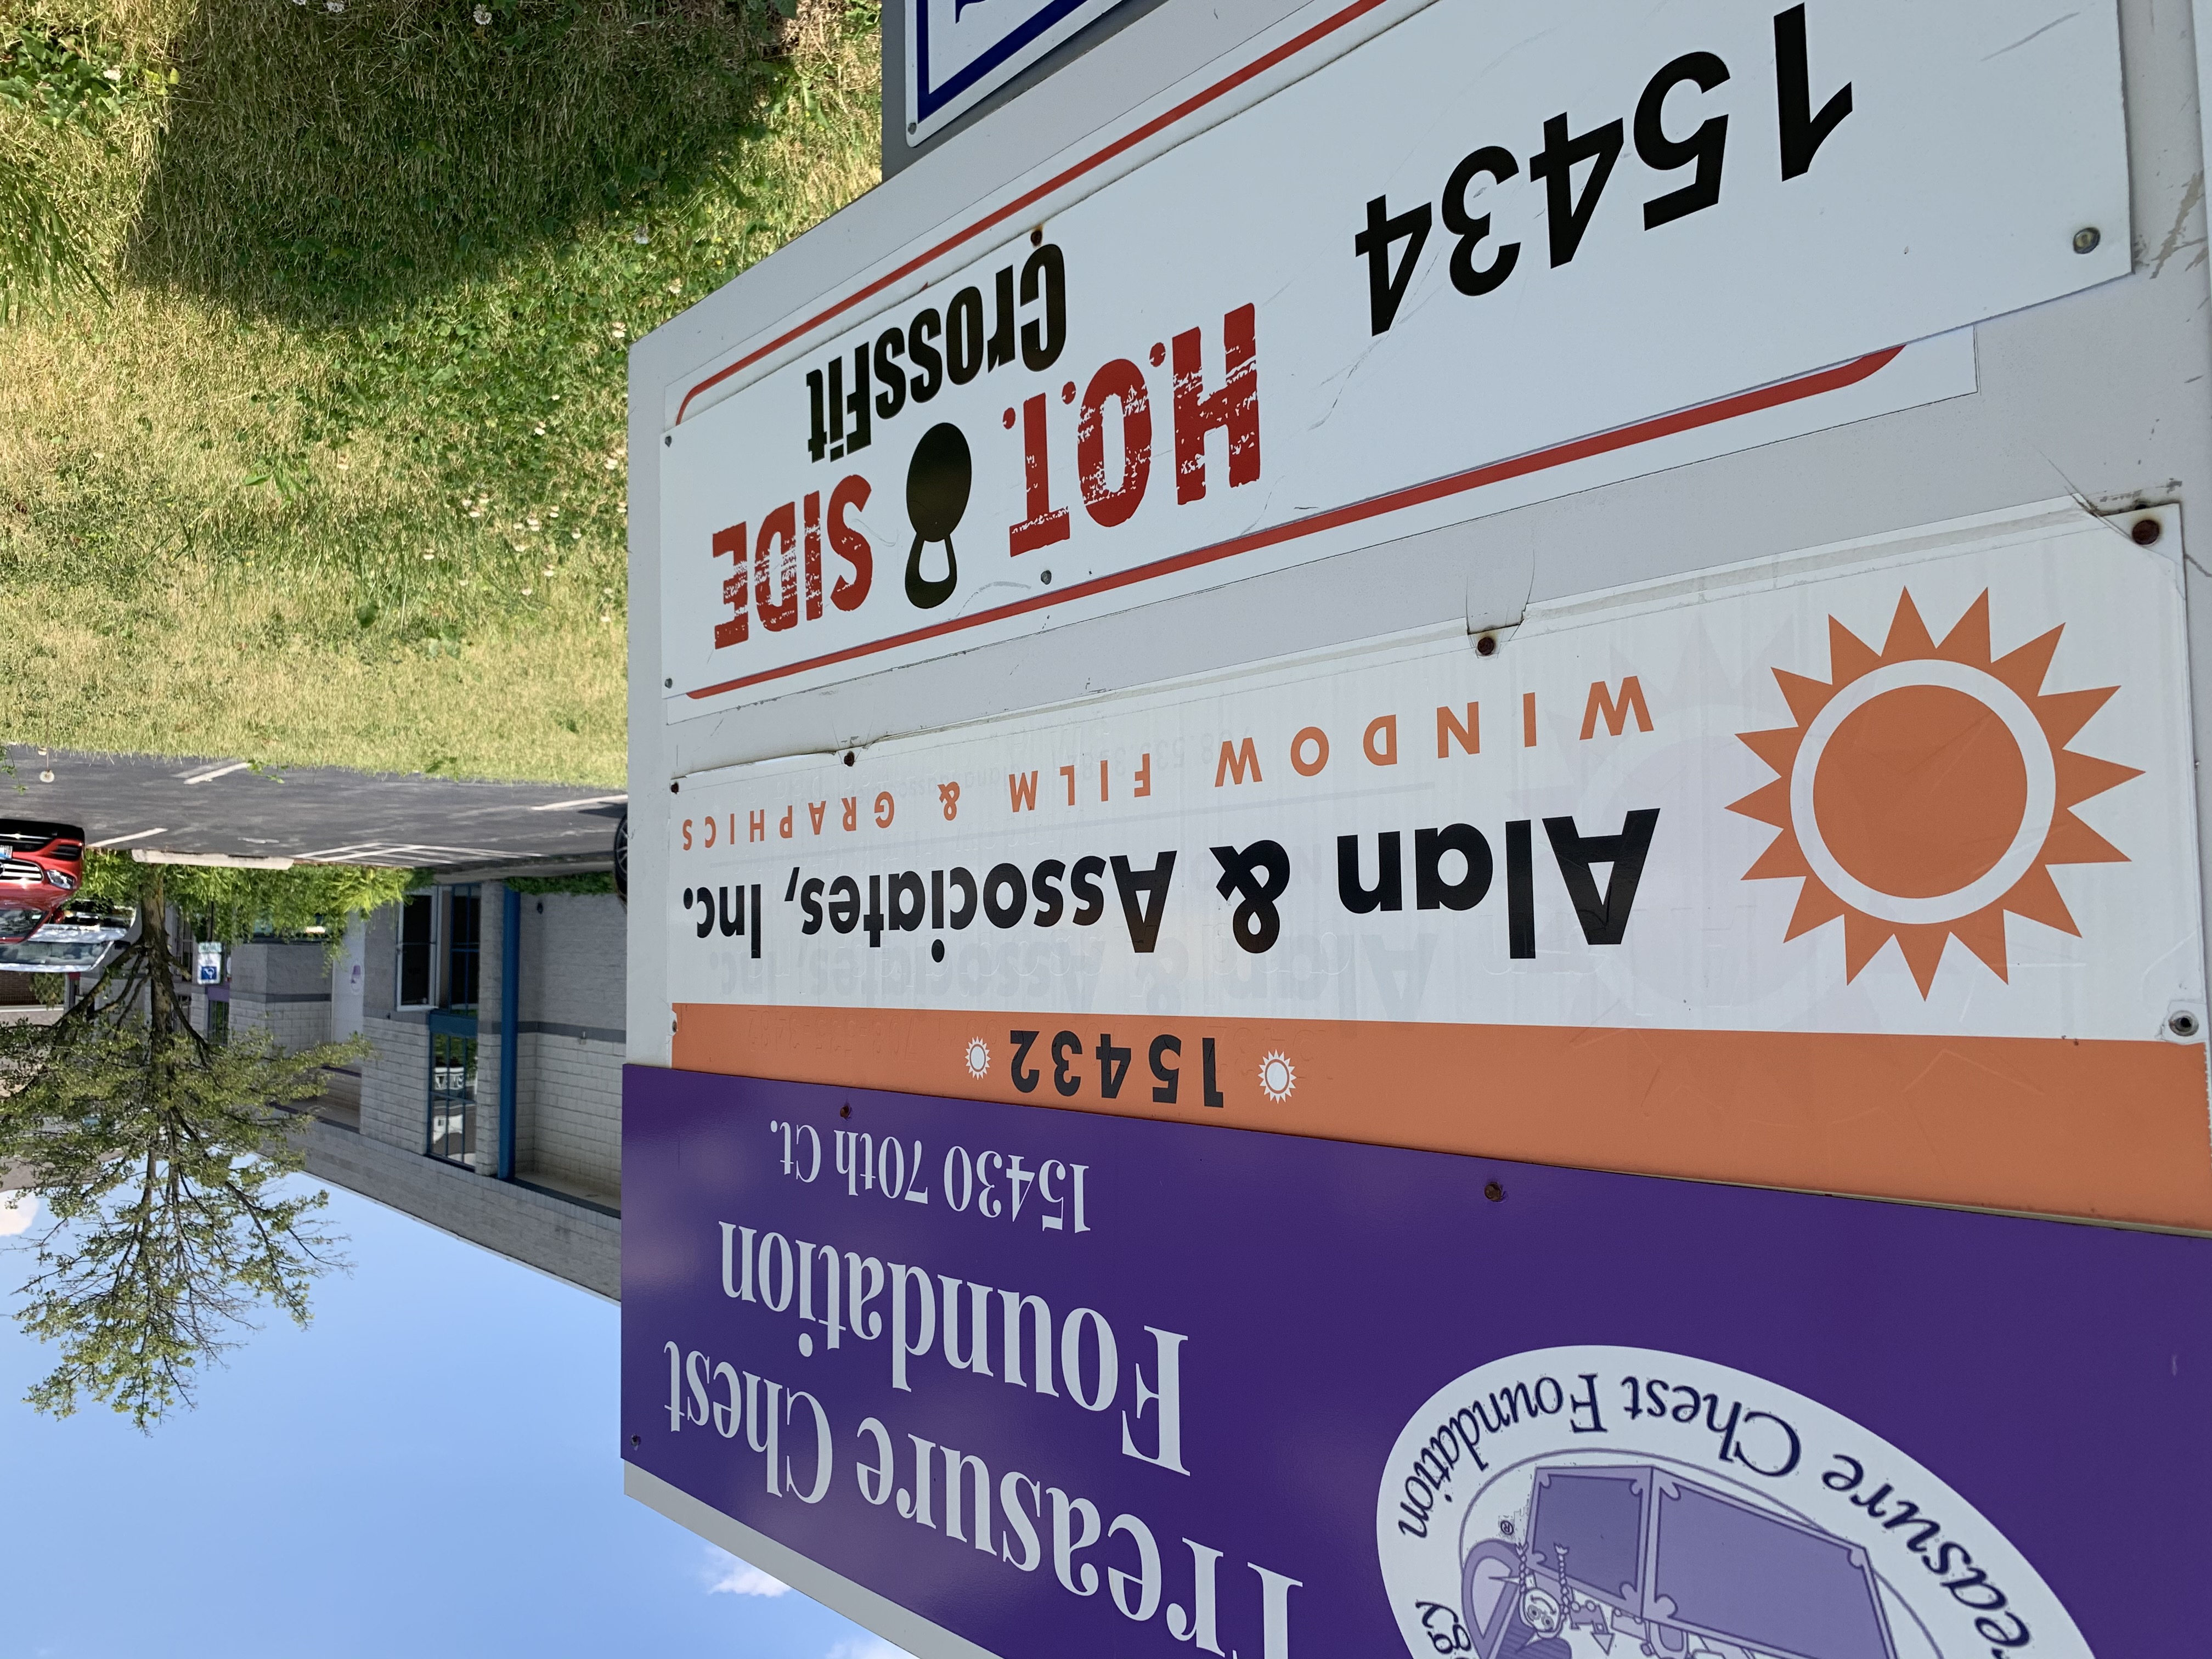 Treasure Chest
Foundation
15430 70th Ct.
Treasure Chest Foundation
®
15432
Alan & Associates, Inc.
WINDOW FILM & GRAPHICS
H.O.T. SIDE
CrossFit
15434